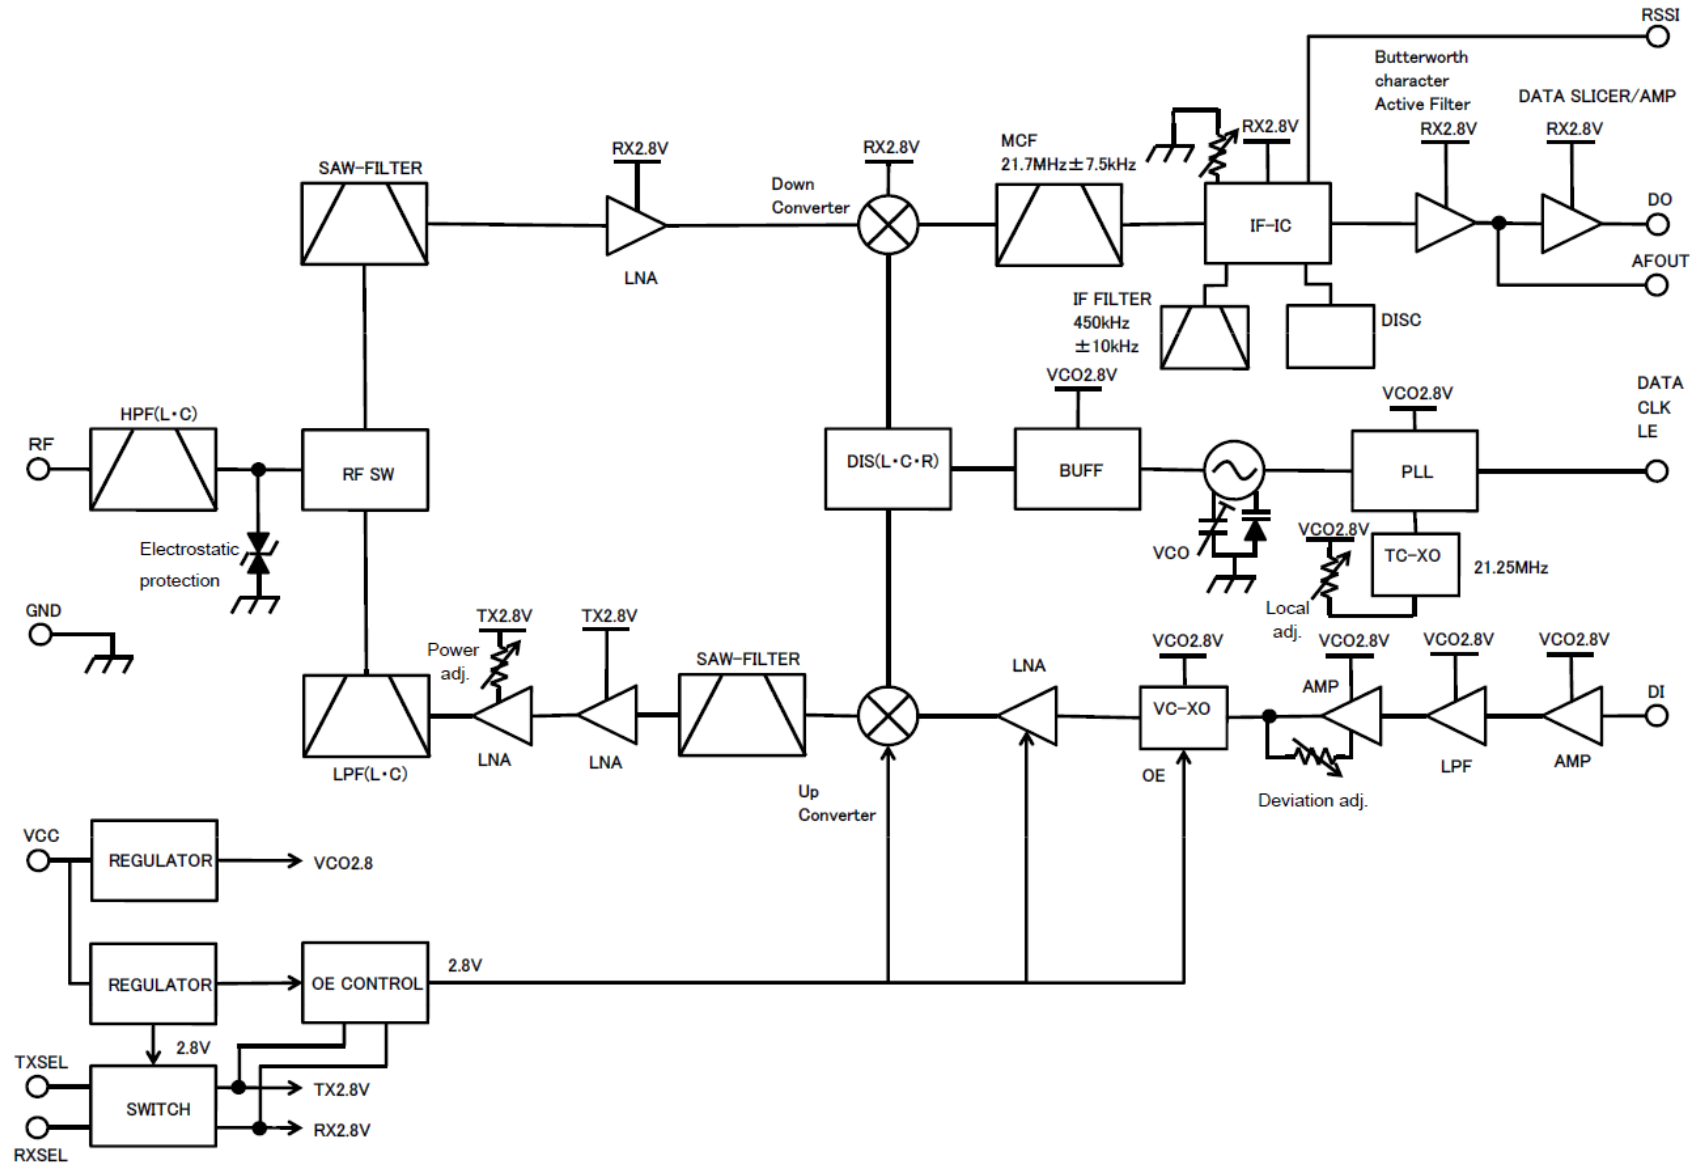 RSSI
Butterworth
character
Active Filter
DATA SLICER/AMP
RX2.8V
RX2.8V
RX2.8V
RX2.8V
RX2.8V
MCF
21.7MHz±7.5kHz
SAW-FILTER
Down
Converter
LNA
IF-IC
DO
AFOUT
IF FILTER
450kHz
±10kHz
DISC
VCO2.8V
VCO2.8V
DATA
CLK
LE
HPF(L·C)
RF
RF SW
DIS(L·C·R)
BUFF
PLL
Electrostatic
protection
VCO
VCO2.8V
TC-XO
21.25MHz
Local
adj.
GND
TX2.8V
TX2.8V
Power
adj.
SAW-FILTER
LNA
VCO2.8V
VCO2.8V
VCO2.8V
VCO2.8V
AMP
DI
VC-XO
LPF(L·C)
LNA
LNA
OE
LPF
AMP
Deviation adj.
Up
Converter
VCC
REGULATOR
VCO2.8
REGULATOR
OE CONTROL
2.8V
2.8V
TXSEL
TX2.8V
SWITCH
RX2.8V
RXSEL